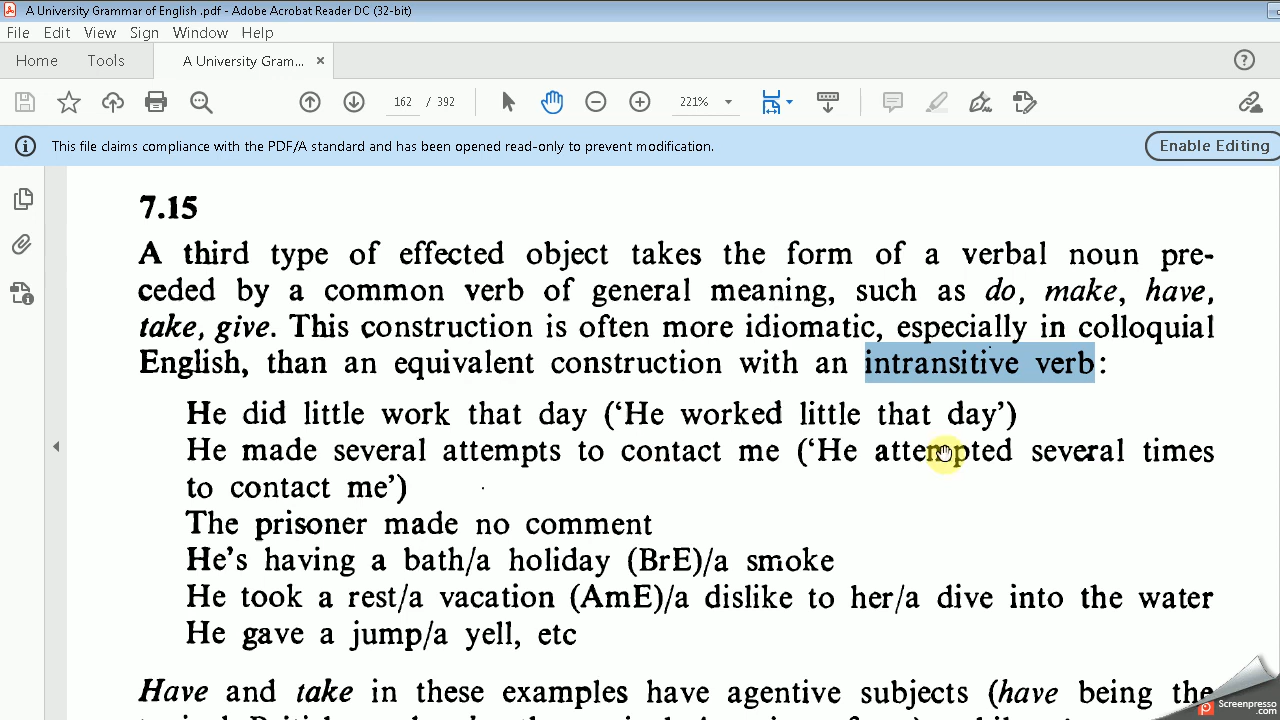 A University Grammar of English .pdf - Adobe Acrobat Reader DC (32-bit)
File Edit View Sign Window Help
Home Tools A University Gram... ×
162 / 392 221%
This file claims compliance with the PDF/A standard and has been opened read-only to prevent modification. Enable Editing
7.15
A third type of effected object takes the form of a verbal noun pre-
ceded by a common verb of general meaning, such as do, make, have,
take, give. This construction is often more idiomatic, especially in colloquial
English, than an equivalent construction with an intransitive verb:
He did little work that day (‘He worked little that day’)
He made several attempts to contact me (‘He attempted several times
to contact me’)
The prisoner made no comment
He’s having a bath/a holiday (BrE)/a smoke
He took a rest/a vacation (AmE)/a dislike to her/a dive into the water
He gave a jump/a yell, etc
Have and take in these examples have agentive subjects (have being the
Screenpresso
.com